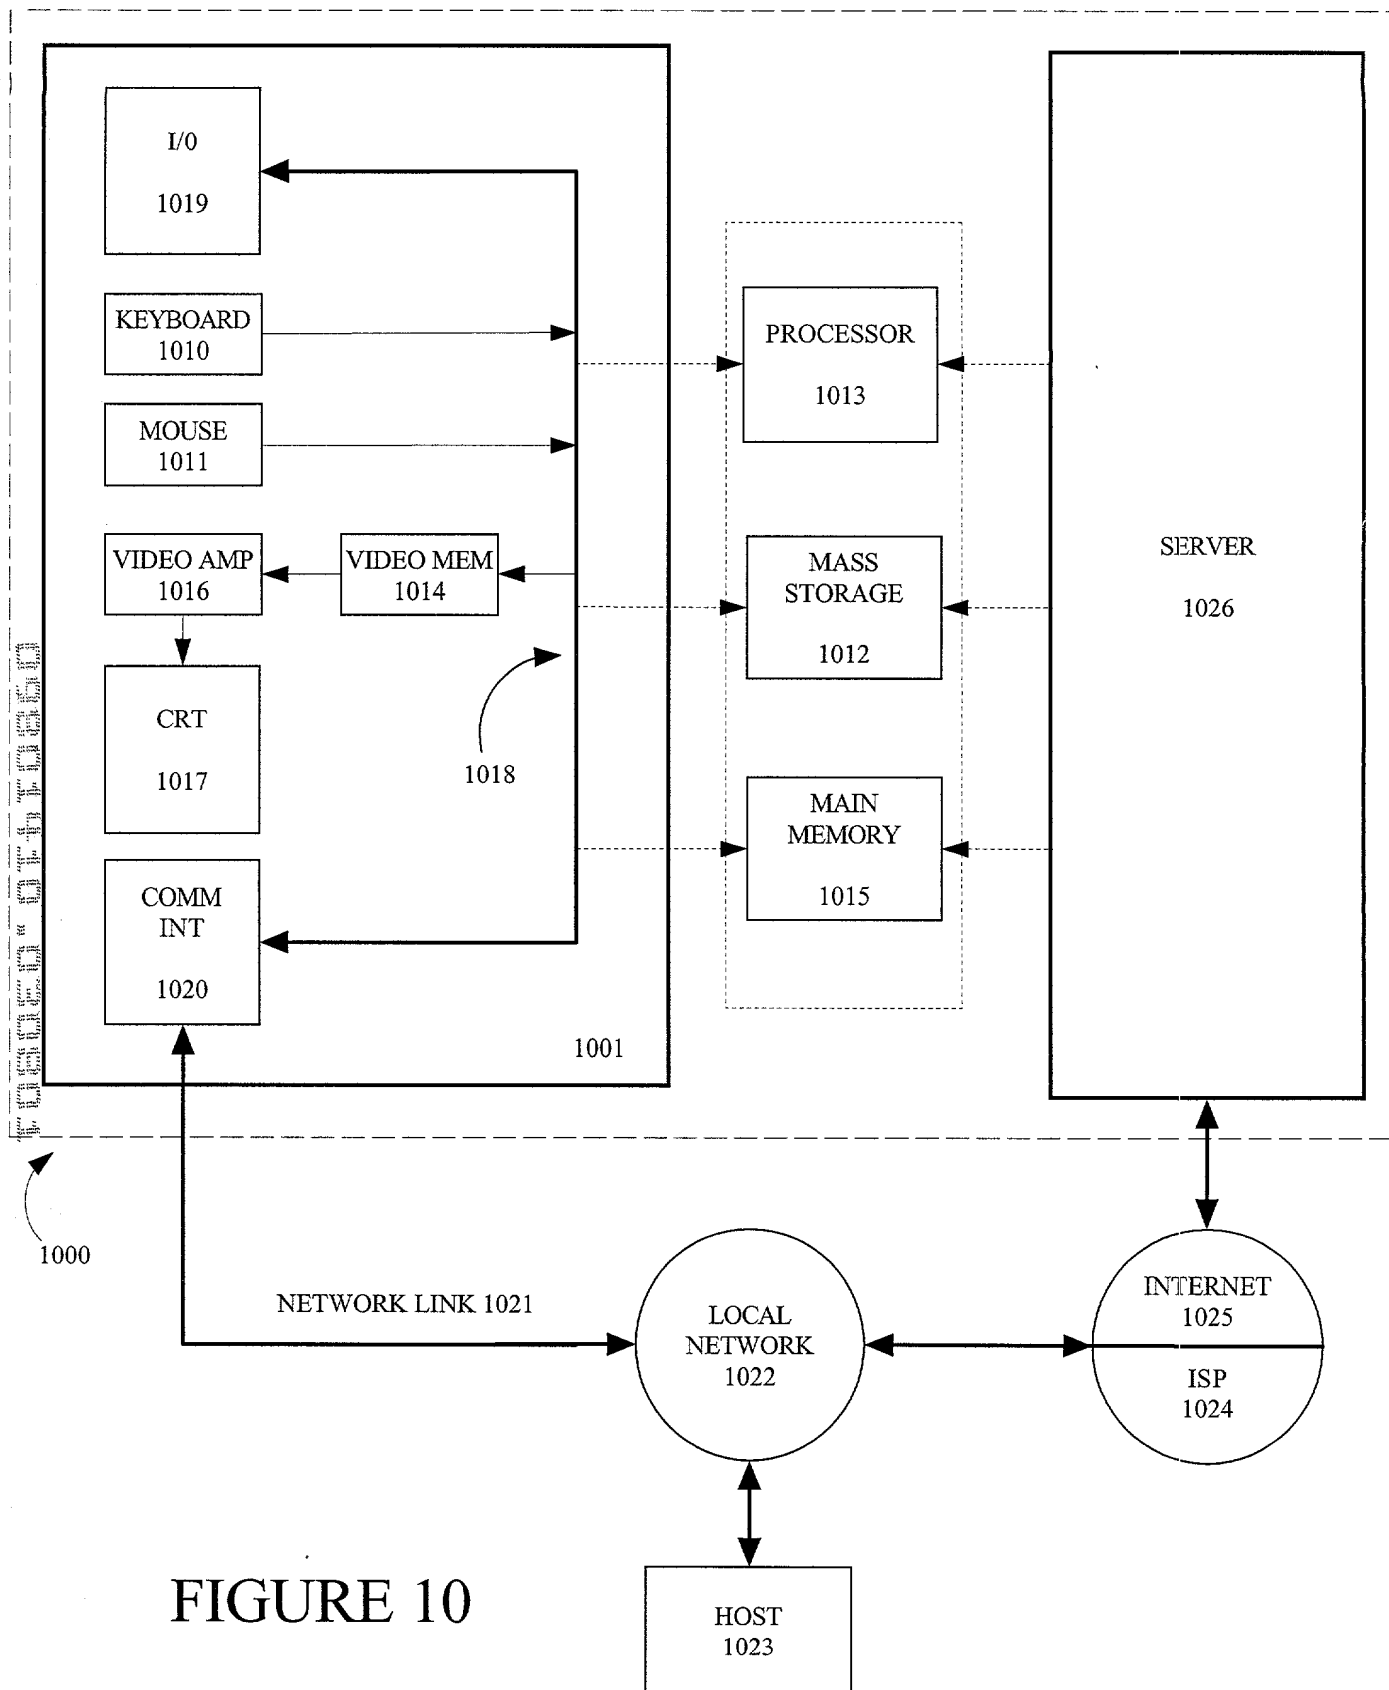 I/0
1019
KEYBOARD
1010
MOUSE
1011
VIDEO AMP
1016
VIDEO MEM
1014
CRT
1017
1018
COMM
INT
1020
1001
PROCESSOR
1013
MASS
STORAGE
1012
MAIN
MEMORY
1015
SERVER
1026
1000
NETWORK LINK 1021
LOCAL
NETWORK
1022
INTERNET
1025
ISP
1024
HOST
1023
FIGURE 10